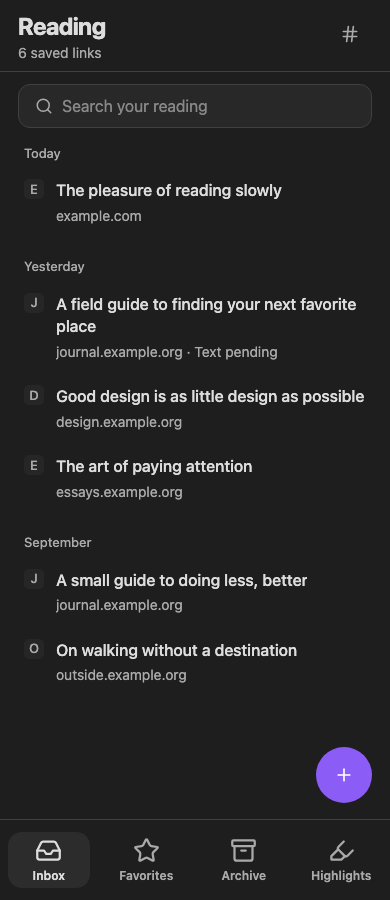 Reading
#
6 saved links
Search your reading
Today
E The pleasure of reading slowly
example.com
Yesterday
J A field guide to finding your next favorite
place
journal.example.org · Text pending
D Good design is as little design as possible
design.example.org
E The art of paying attention
essays.example.org
September
J A small guide to doing less, better
journal.example.org
O On walking without a destination
outside.example.org
+
Inbox Favorites Archive Highlights